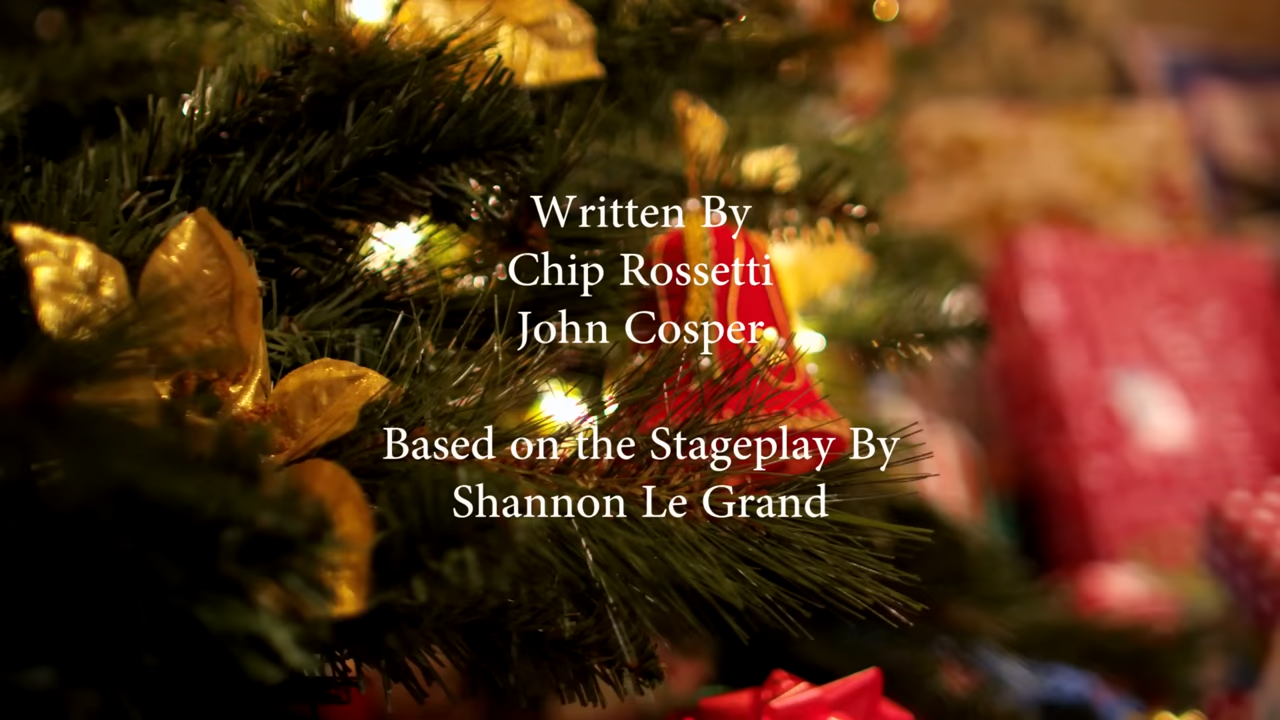 Written By
Chip Rossetti
John Cosper
Based on the Stageplay By
Shannon Le Grand